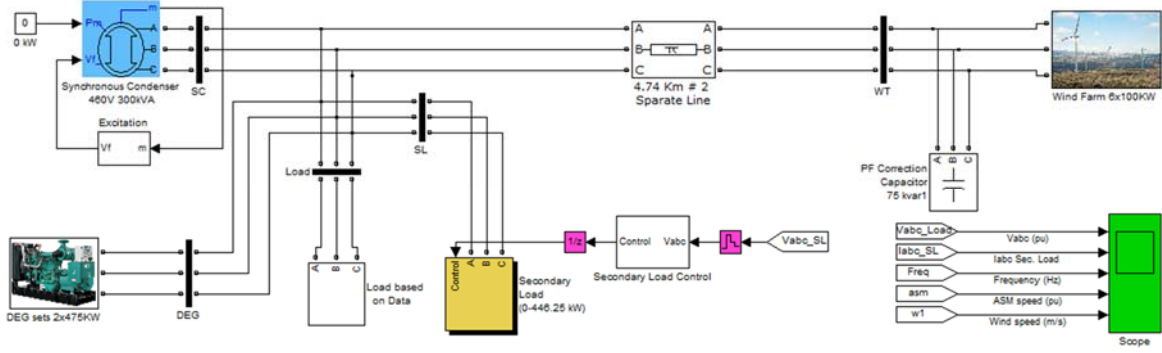 0
0 kW
Pm
Vf
m
A
B
C
Synchronous Condenser
460V 300kVA
SC
Excitation
Vf
m
A
B
C
A
B
C
4.74 Km # 2
Sparate Line
WT
Wind Farm 6x100KW
A
B
C
PF Correction
Capacitor
75 kvar1
SL
Load
DEG sets 2x475KW
DEG
A
B
C
Load based
on Data
Control
A
B
C
Secondary
Load
(0-446.25 kW)
1/z
Control
Vabc
Secondary Load Control
Vabc_SL
Vabc_Load
Vabc (pu)
Iabc_SL
Iabc Sec. Load
Freq
Frequency (Hz)
asm
ASM speed (pu)
w1
Wind speed (m/s)
Scope